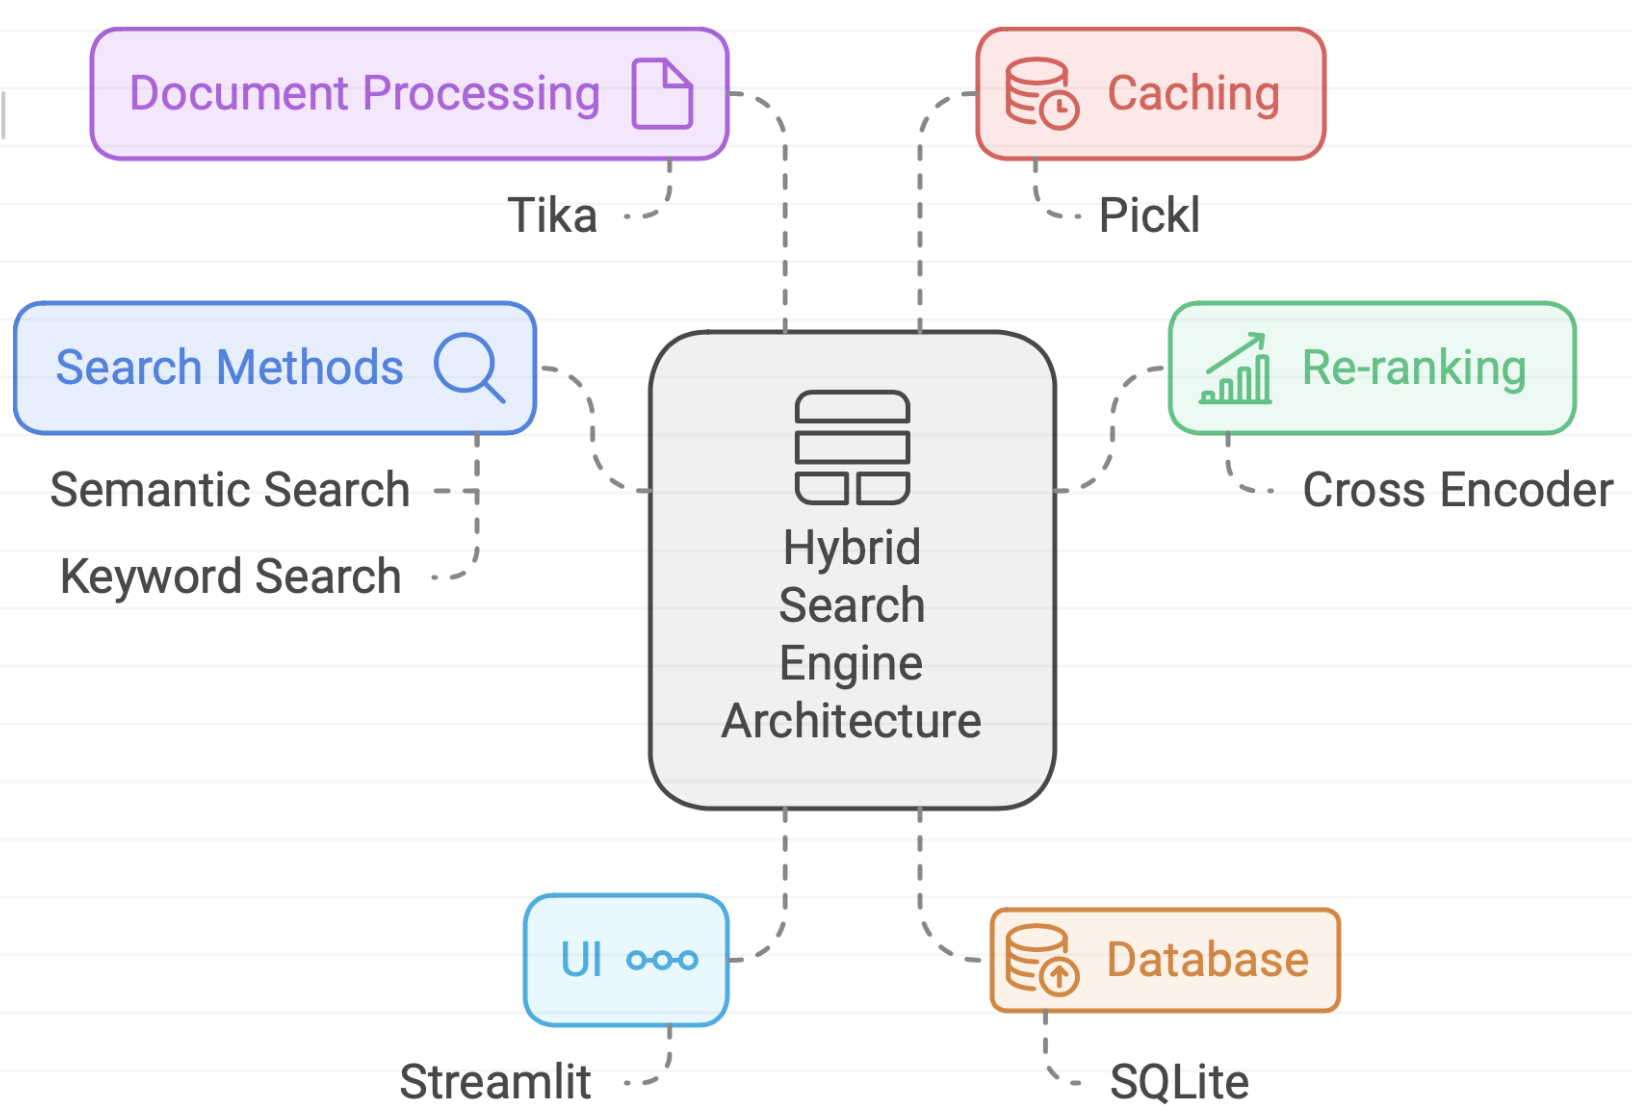 Document Processing
Caching
Tika
Pickl
Search Methods
Re-ranking
Semantic Search
Cross Encoder
Keyword Search
Hybrid
Search
Engine
Architecture
UI
Database
Streamlit
SQLite